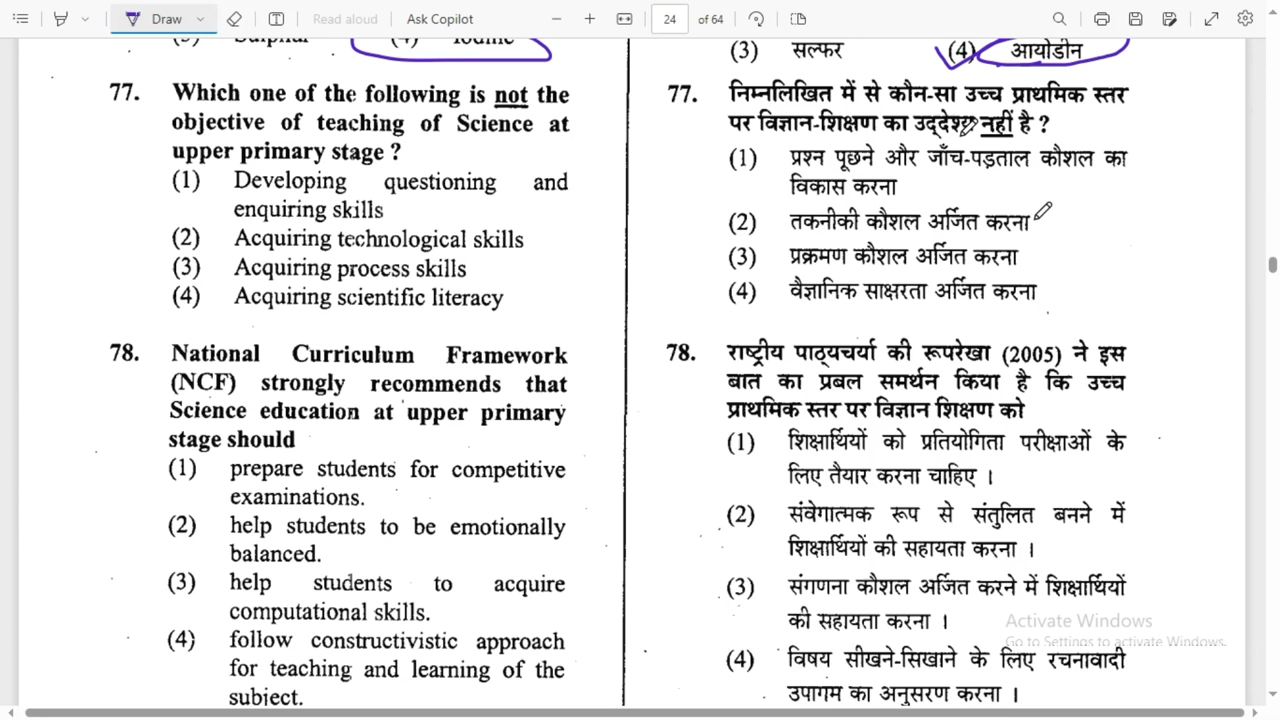 Draw
Read aloud
Ask Copilot
24
of 64
(4)
(3) सल्फर (4) आयोडीन
77. Which one of the following is not the
objective of teaching of Science at
upper primary stage ?
(1) Developing questioning and
enquiring skills
(2) Acquiring technological skills
(3) Acquiring process skills
(4) Acquiring scientific literacy
78. National Curriculum Framework
(NCF) strongly recommends that
Science education at upper primary
stage should
(1) prepare students for competitive
examinations.
(2) help students to be emotionally
balanced.
(3) help students to acquire
computational skills.
(4) follow constructivistic approach
for teaching and learning of the
subject.
77. निम्नलिखित में से कौन-सा उच्च प्राथमिक स्तर
पर विज्ञान-शिक्षण का उद्देश्य नहीं है ?
(1) प्रश्न पूछने और जाँच-पड़ताल कौशल का
विकास करना
(2) तकनीकी कौशल अर्जित करना
(3) प्रक्रमण कौशल अर्जित करना
(4) वैज्ञानिक साक्षरता अर्जित करना
78. राष्ट्रीय पाठ्यचर्या की रूपरेखा (2005) ने इस
बात का प्रबल समर्थन किया है कि उच्च
प्राथमिक स्तर पर विज्ञान शिक्षण को
(1) शिक्षार्थियों को प्रतियोगिता परीक्षाओं के
लिए तैयार करना चाहिए ।
(2) संवेगात्मक रूप से संतुलित बनने में
शिक्षार्थियों की सहायता करना ।
(3) संगणना कौशल अर्जित करने में शिक्षार्थियों
की सहायता करना ।
(4) विषय सीखने-सिखाने के लिए रचनावादी
उपागम का अनुसरण करना ।
Activate Windows
Go to Settings to activate Windows.